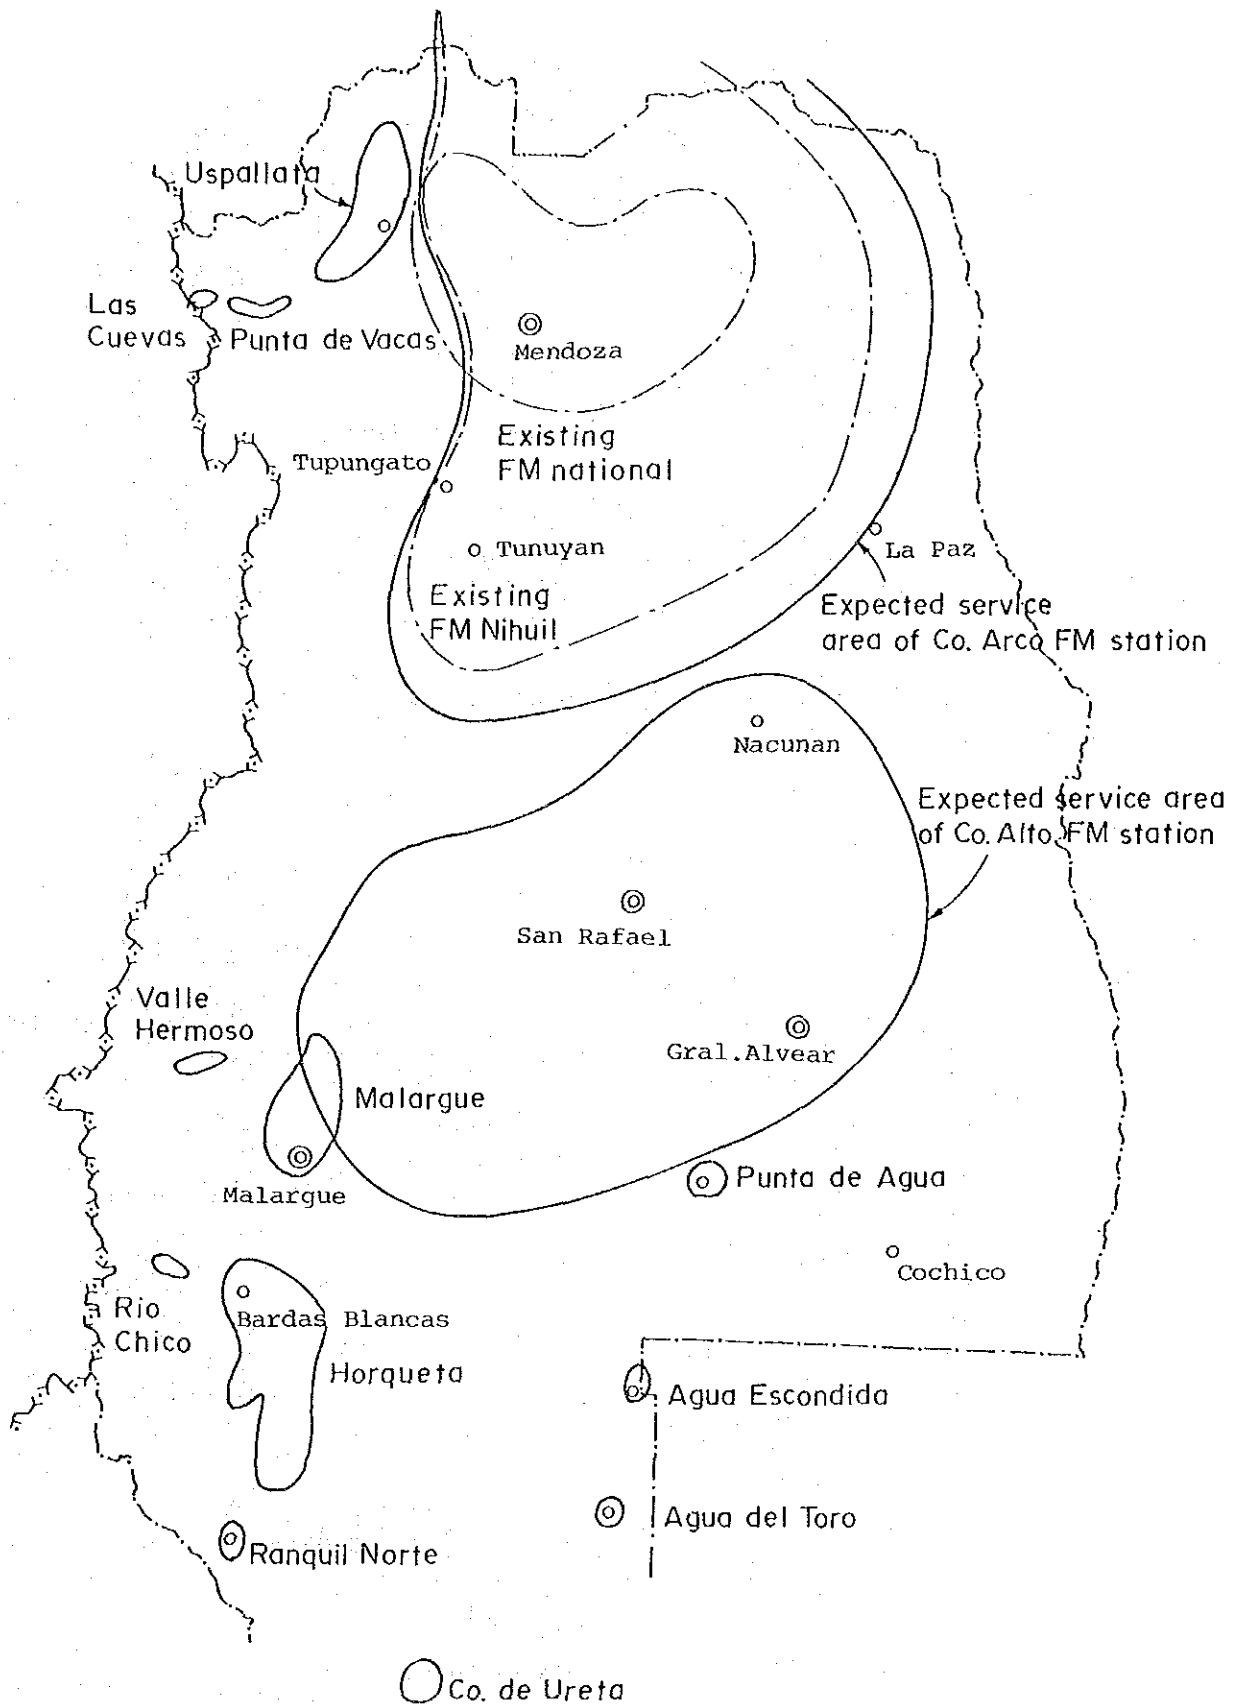 Uspallata
Las
Cuevas
Punta de Vacas
Mendoza
Existing
FM national
Tupungato
Tunuyan
La Paz
Existing
FM Nihuil
Expected service
area of Co. Arco FM station
Nacunan
Expected service area
of Co. Alto. FM station
San Rafael
Valle
Hermoso
Gral.Alvear
Malargue
Punta de Agua
Malargue
Cochico
Rio
Chico
Bardas Blancas
Horqueta
Agua Escondida
Agua del Toro
Ranquil Norte
Co. de Ureta